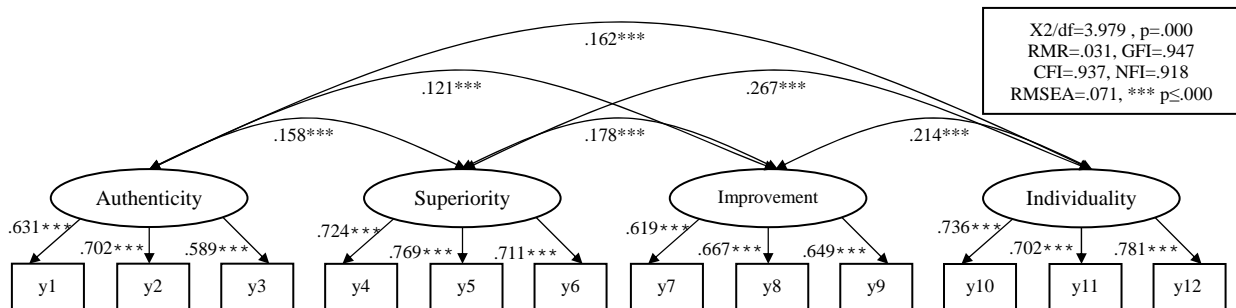 X2/df=3.979 , p=.000
RMR=.031, GFI=.947
CFI=.937, NFI=.918
RMSEA=.071, *** p≤.000
.162***
.121*** .267***
.158*** .178*** .214***
Authenticity Superiority Improvement Individuality
.631*** .702*** .589*** .724*** .769*** .711*** .619*** .667*** .649*** .736*** .702*** .781***
y1 y2 y3 y4 y5 y6 y7 y8 y9 y10 y11 y12